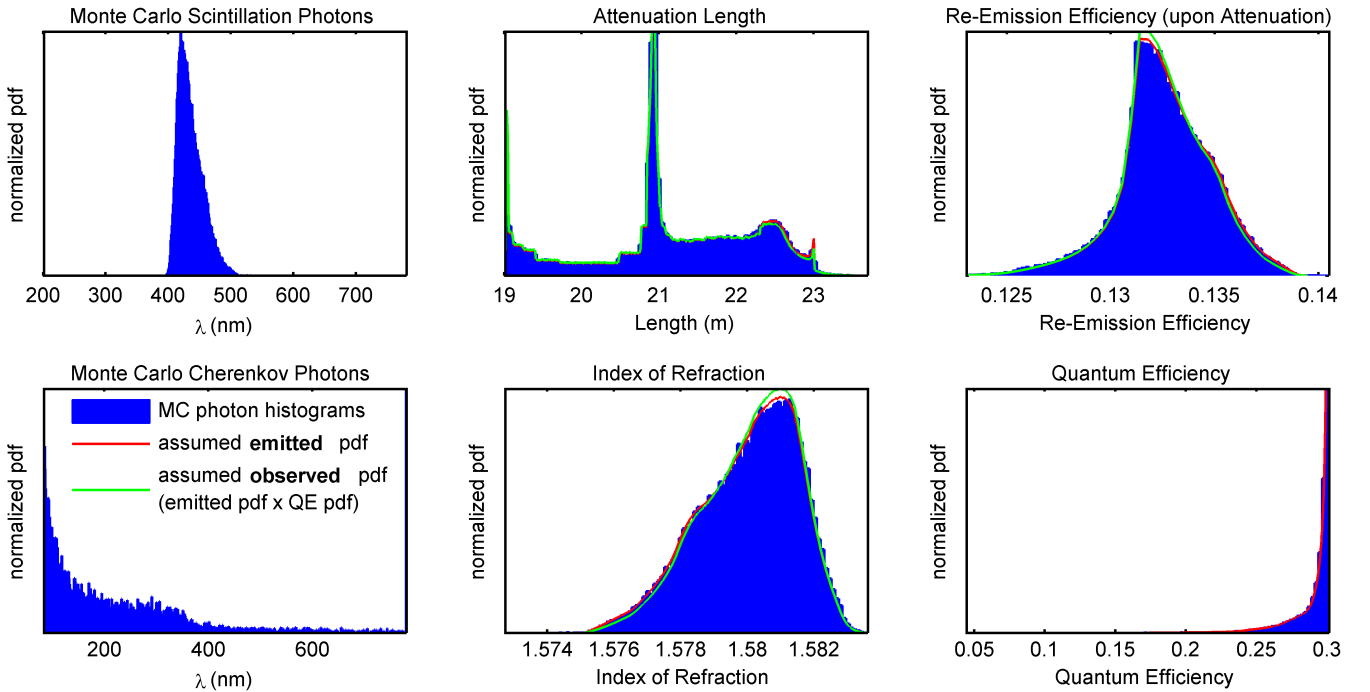 Monte Carlo Scintillation Photons
normalized pdf
200 300 400 500 600 700
λ (nm)
Attenuation Length
normalized pdf
19 20 21 22 23
Length (m)
Re-Emission Efficiency (upon Attenuation)
normalized pdf
0.125 0.13 0.135 0.14
Re-Emission Efficiency
Monte Carlo Cherenkov Photons
normalized pdf
MC photon histograms
assumed emitted pdf
assumed observed pdf
(emitted pdf x QE pdf)
200 400 600
λ (nm)
Index of Refraction
normalized pdf
1.574 1.576 1.578 1.58 1.582
Index of Refraction
Quantum Efficiency
normalized pdf
0.05 0.1 0.15 0.2 0.25 0.3
Quantum Efficiency